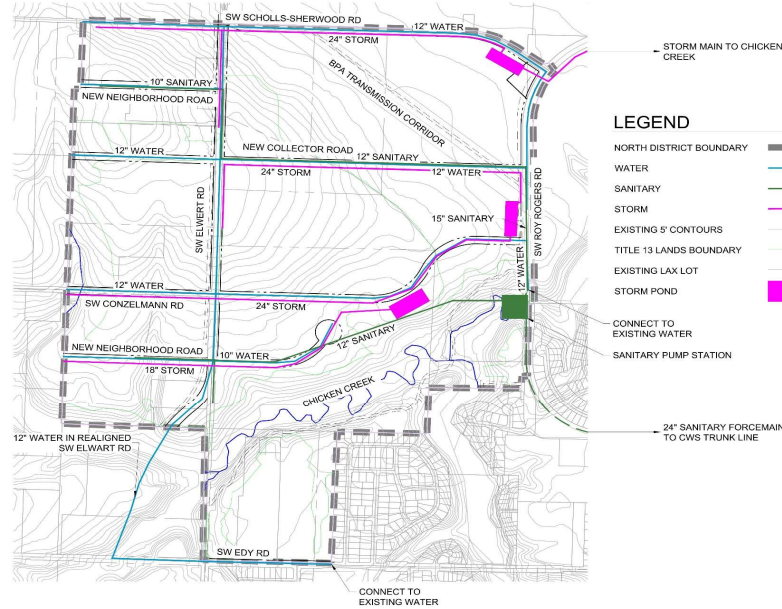 SW SCHOLLS-SHERWOOD RD
12" WATER
24" STORM
STORM MAIN TO CHICKEN
CREEK
BPA TRANSMISSION CORRIDOR
10" SANITARY
NEW NEIGHBORHOOD ROAD
LEGEND
NORTH DISTRICT BOUNDARY
WATER
SANITARY
STORM
EXISTING 5' CONTOURS
TITLE 13 LANDS BOUNDARY
EXISTING LAX LOT
STORM POND
NEW COLLECTOR ROAD
12" WATER
12" SANITARY
24" STORM
12" WATER
SW ELWERT RD
SW ROY ROGERS RD
15" SANITARY
12" WATER
12" WATER
24" STORM
SW CONZELMANN RD
CONNECT TO
EXISTING WATER
SANITARY PUMP STATION
NEW NEIGHBORHOOD ROAD
10" WATER
12" SANITARY
18" STORM
CHICKEN CREEK
24" SANITARY FORCEMAIN
TO CWS TRUNK LINE
12" WATER IN REALIGNED
SW ELWART RD
SW EDY RD
CONNECT TO
EXISTING WATER